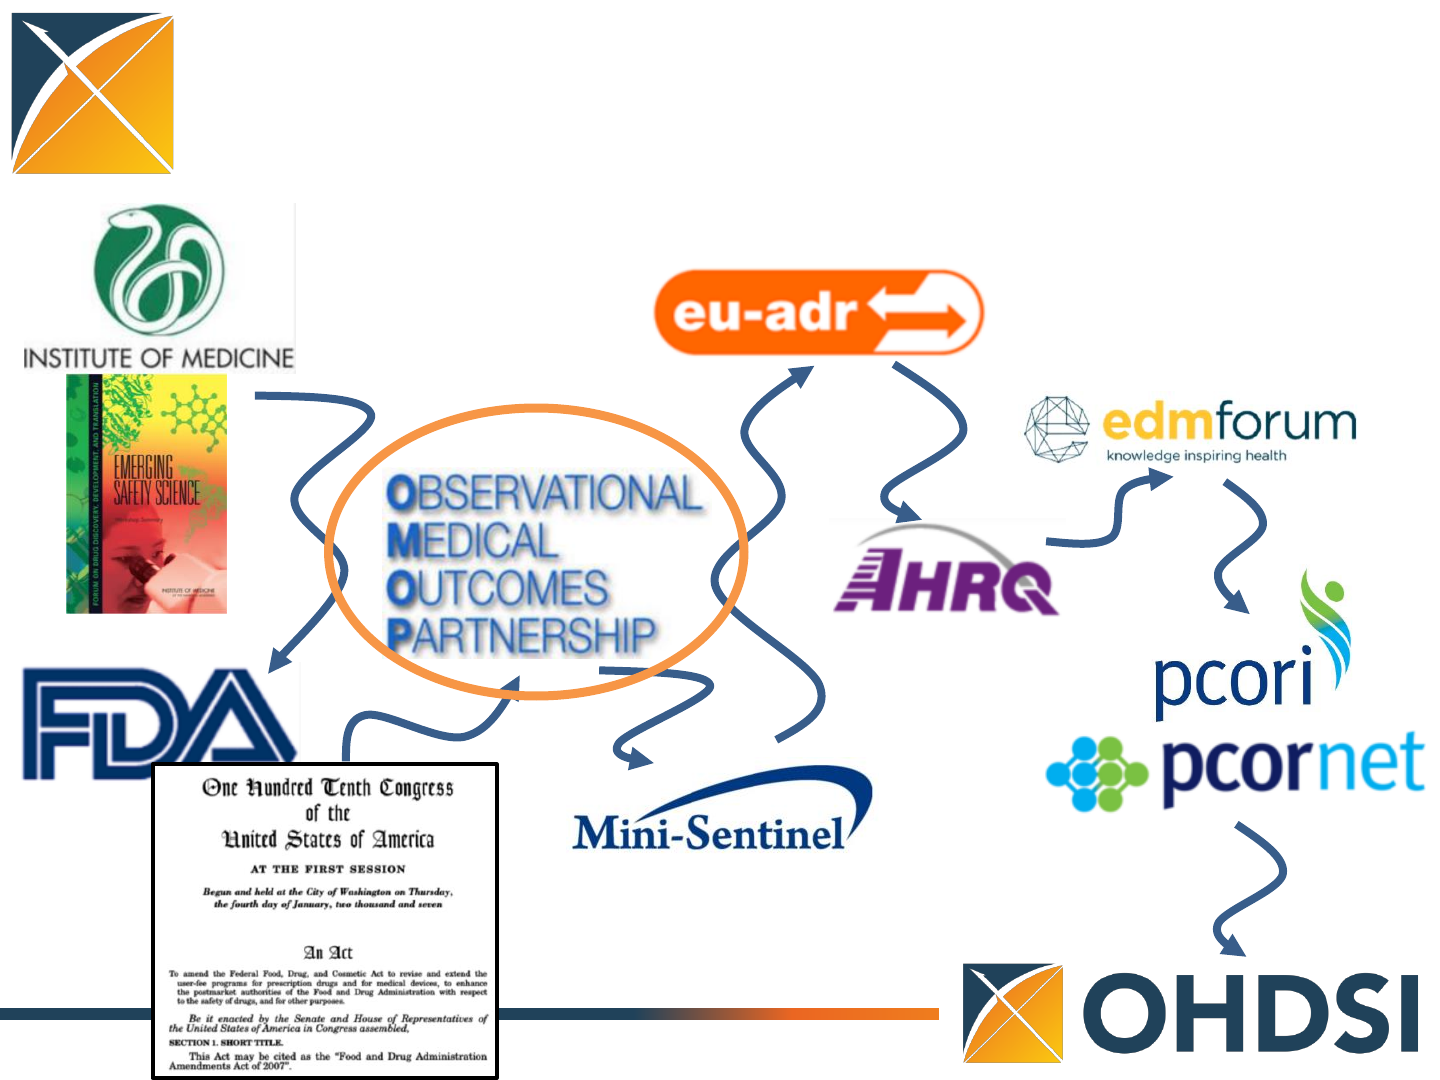 INSTITUTE OF MEDICINE
FORUM ON DRUG DISCOVERY, DEVELOPMENT, AND TRANSLATION
EMERGING
SAFETY SCIENCE
Workshop Summary
INSTITUTE OF MEDICINE
FDA
One Hundred Tenth Congress
of the
United States of America
AT THE FIRST SESSION
Begun and held at the City of Washington on Thursday,
the fourth day of January, two thousand and seven
An Act
To amend the Federal Food, Drug, and Cosmetic Act to revise and extend the
user-fee programs for prescription drugs and for medical devices, to enhance
the postmarket authorities of the Food and Drug Administration with respect
to the safety of drugs, and for other purposes.
Be it enacted by the Senate and House of Representatives of
the United States of America in Congress assembled,
SECTION 1. SHORT TITLE.
This Act may be cited as the “Food and Drug Administration
Amendments Act of 2007”.
OBSERVATIONAL
MEDICAL
OUTCOMES
PARTNERSHIP
Mini-Sentinel
eu-adr
AHRQ
edmforum
knowledge inspiring health
pcori
pcornet
OHDSI